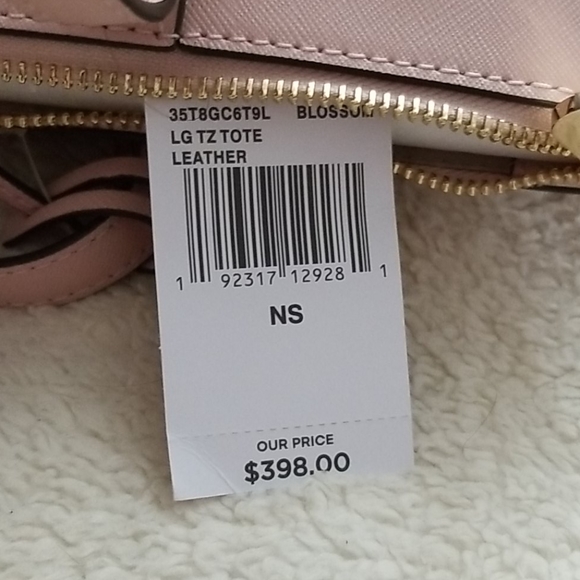 35T8GC6T9L BLOSSOM
LG TZ TOTE
LEATHER
1 92317 12928 1
NS
OUR PRICE
$398.00